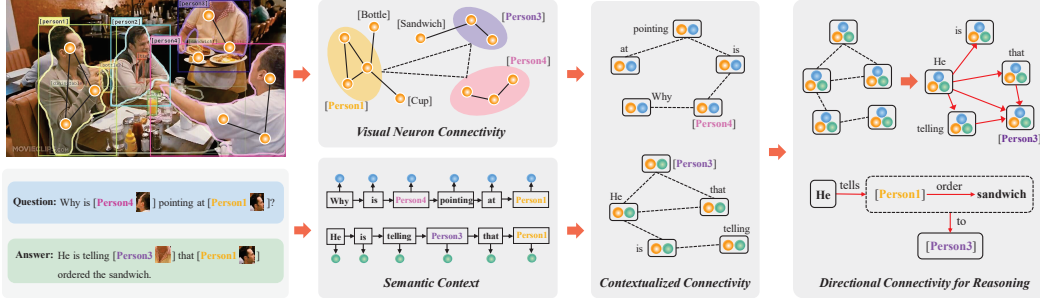 [person1]
[person2]
[person3]
[person4]
[bottle]
MOVIECLIPS.COM
Question: Why is [Person4 ] pointing at [Person1 ]?
Answer: He is telling [Person3 ] that [Person1 ]
ordered the sandwich.
[Bottle]
[Sandwich]
[Person3]
[Person4]
[Person1]
[Cup]
Visual Neuron Connectivity
Why is Person4 pointing at Person1
He is telling Person3 that Person1
Semantic Context
pointing
at
is
Why
[Person4]
[Person3]
He
that
is
telling
Contextualized Connectivity
is
He
that
telling
[Person3]
He tells [Person1] order sandwich
to
[Person3]
Directional Connectivity for Reasoning